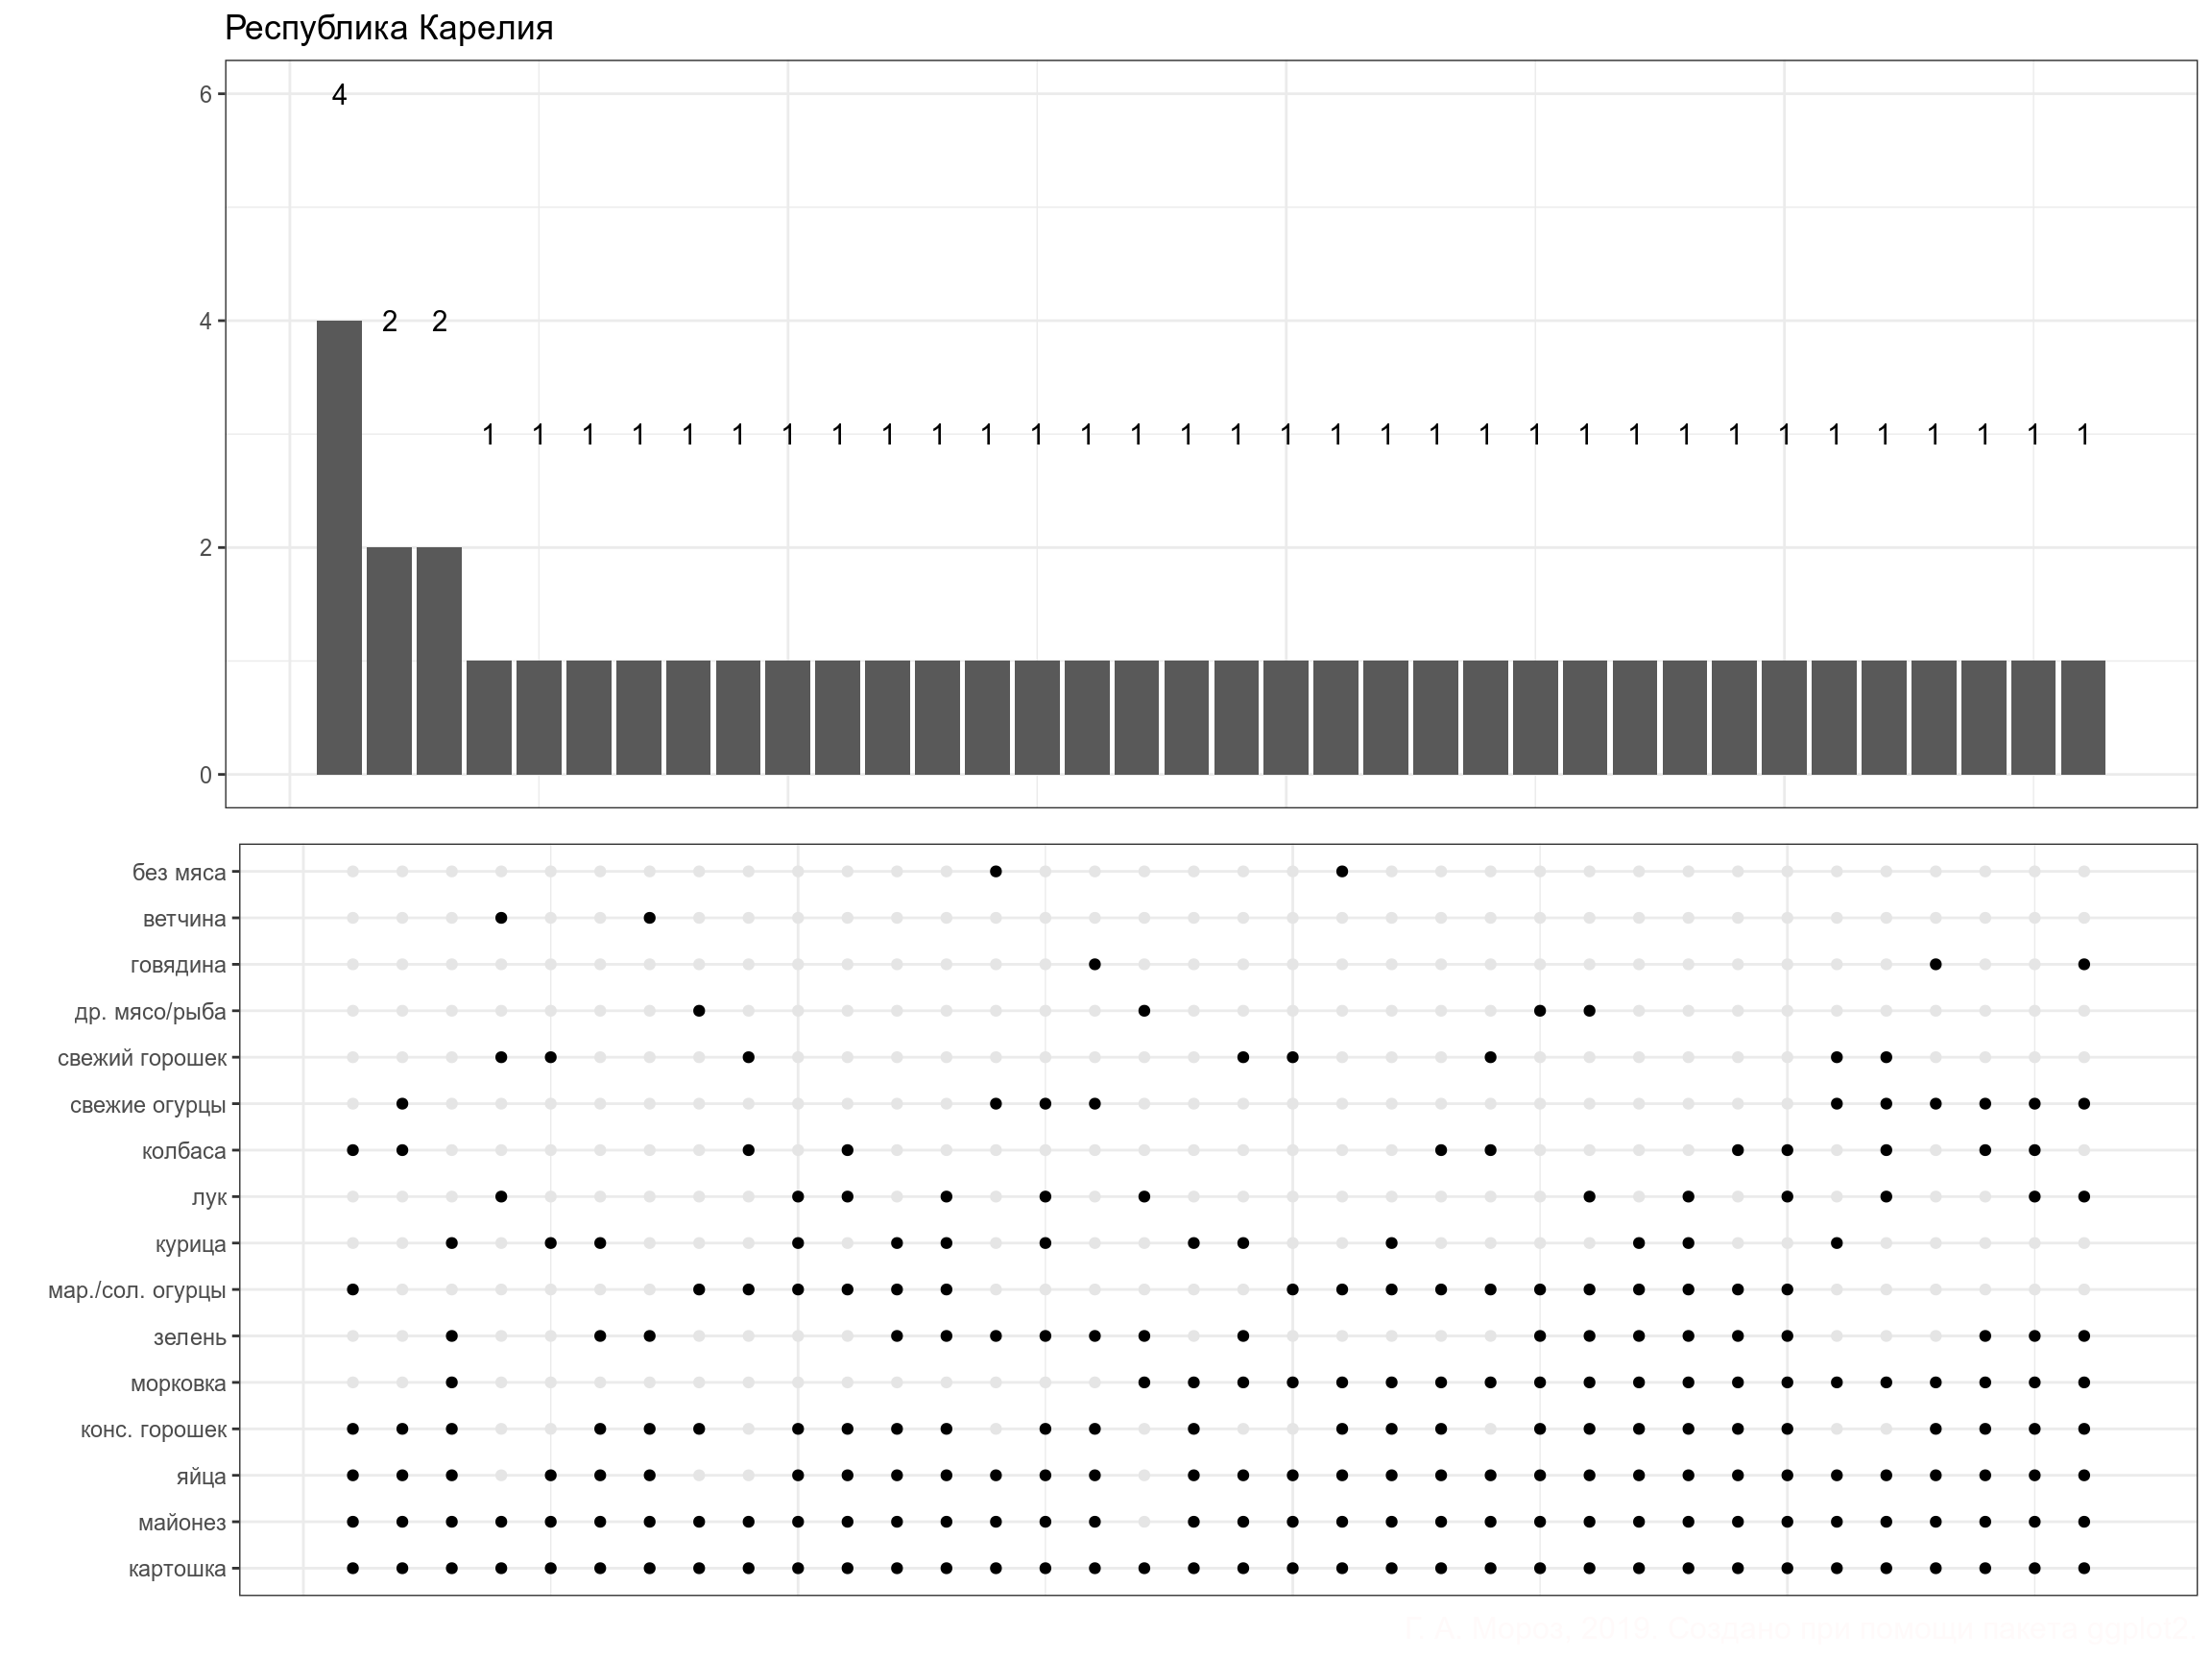 Республика Карелия
6
4
2
0
4
2 2
1 1 1 1 1 1 1 1 1 1 1 1 1 1 1 1 1 1 1 1 1 1 1 1 1 1 1 1 1 1 1 1 1
без мяса
ветчина
говядина
др. мясо/рыба
свежий горошек
свежие огурцы
колбаса
лук
курица
мар./сол. огурцы
зелень
морковка
конс. горошек
яйца
майонез
картошка
Г. А. Мороз, 2019, Создано при помощи пакета ggplot2.